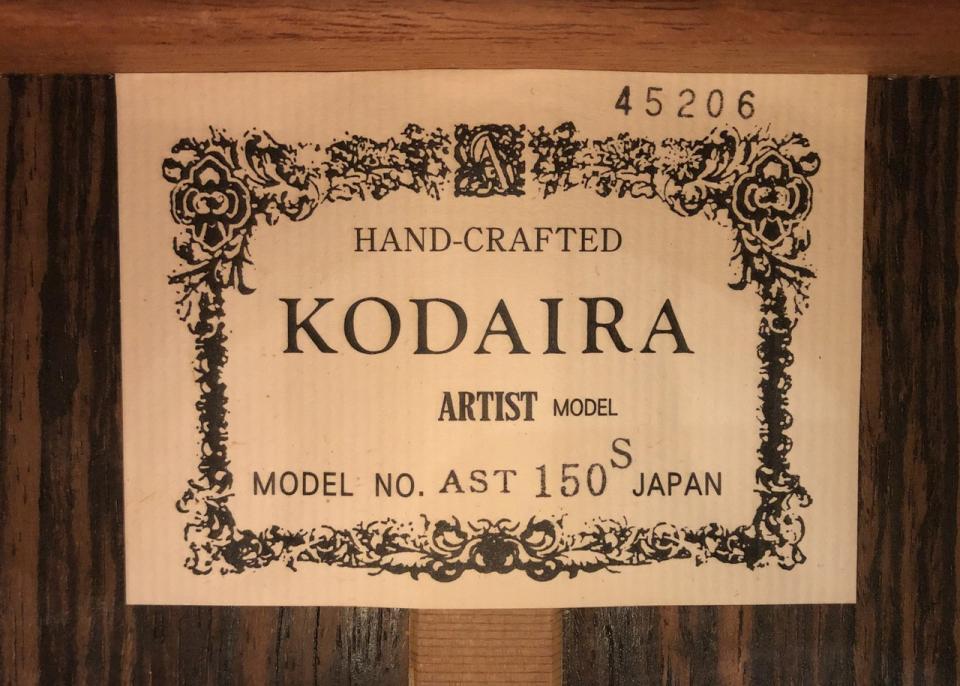 45206
A
HAND-CRAFTED
KODAIRA
ARTIST MODEL
MODEL NO. AST 150S JAPAN